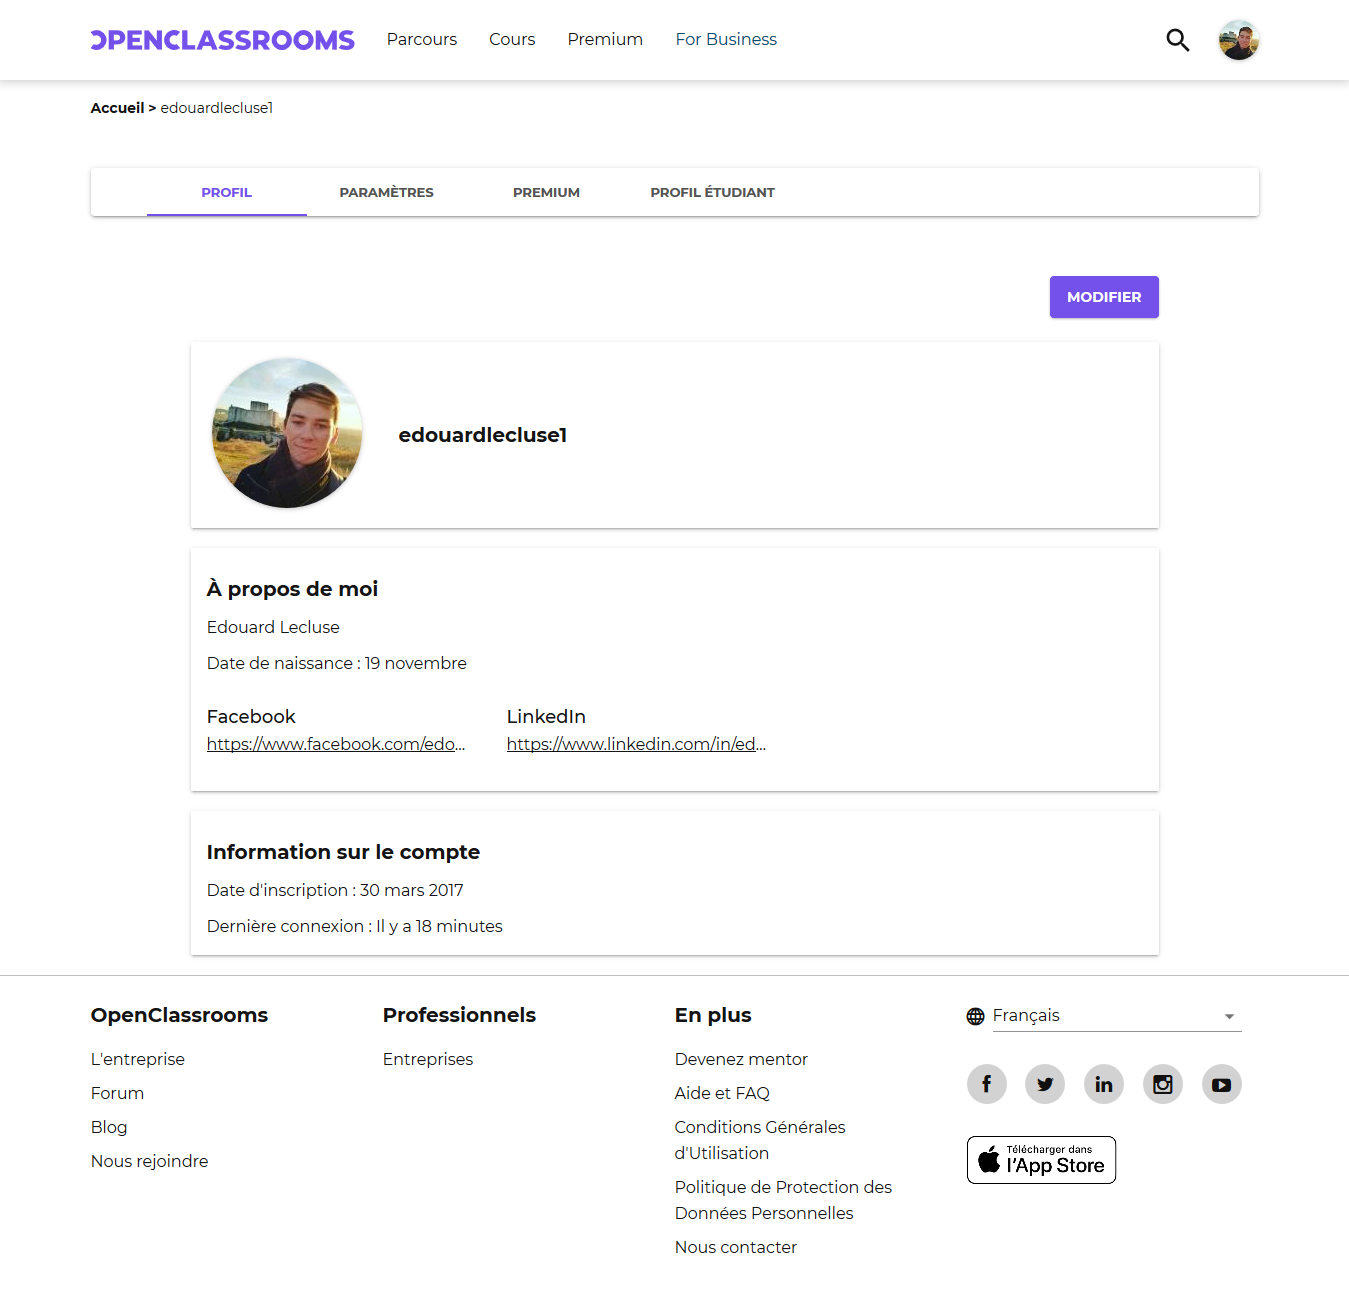 OPENCLASSROOMS Parcours Cours Premium For Business
Accueil > edouardlecluse1
PROFIL PARAMÈTRES PREMIUM PROFIL ÉTUDIANT
MODIFIER
edouardlecluse1
À propos de moi
Edouard Lecluse
Date de naissance : 19 novembre
Facebook LinkedIn
https://www.facebook.com/edo... https://www.linkedin.com/in/ed...
Information sur le compte
Date d'inscription : 30 mars 2017
Dernière connexion : Il y a 18 minutes
OpenClassrooms
L'entreprise
Forum
Blog
Nous rejoindre
Professionnels
Entreprises
En plus
Devenez mentor
Aide et FAQ
Conditions Générales
d'Utilisation
Politique de Protection des
Données Personnelles
Nous contacter
Français
Télécharger dans
l'App Store